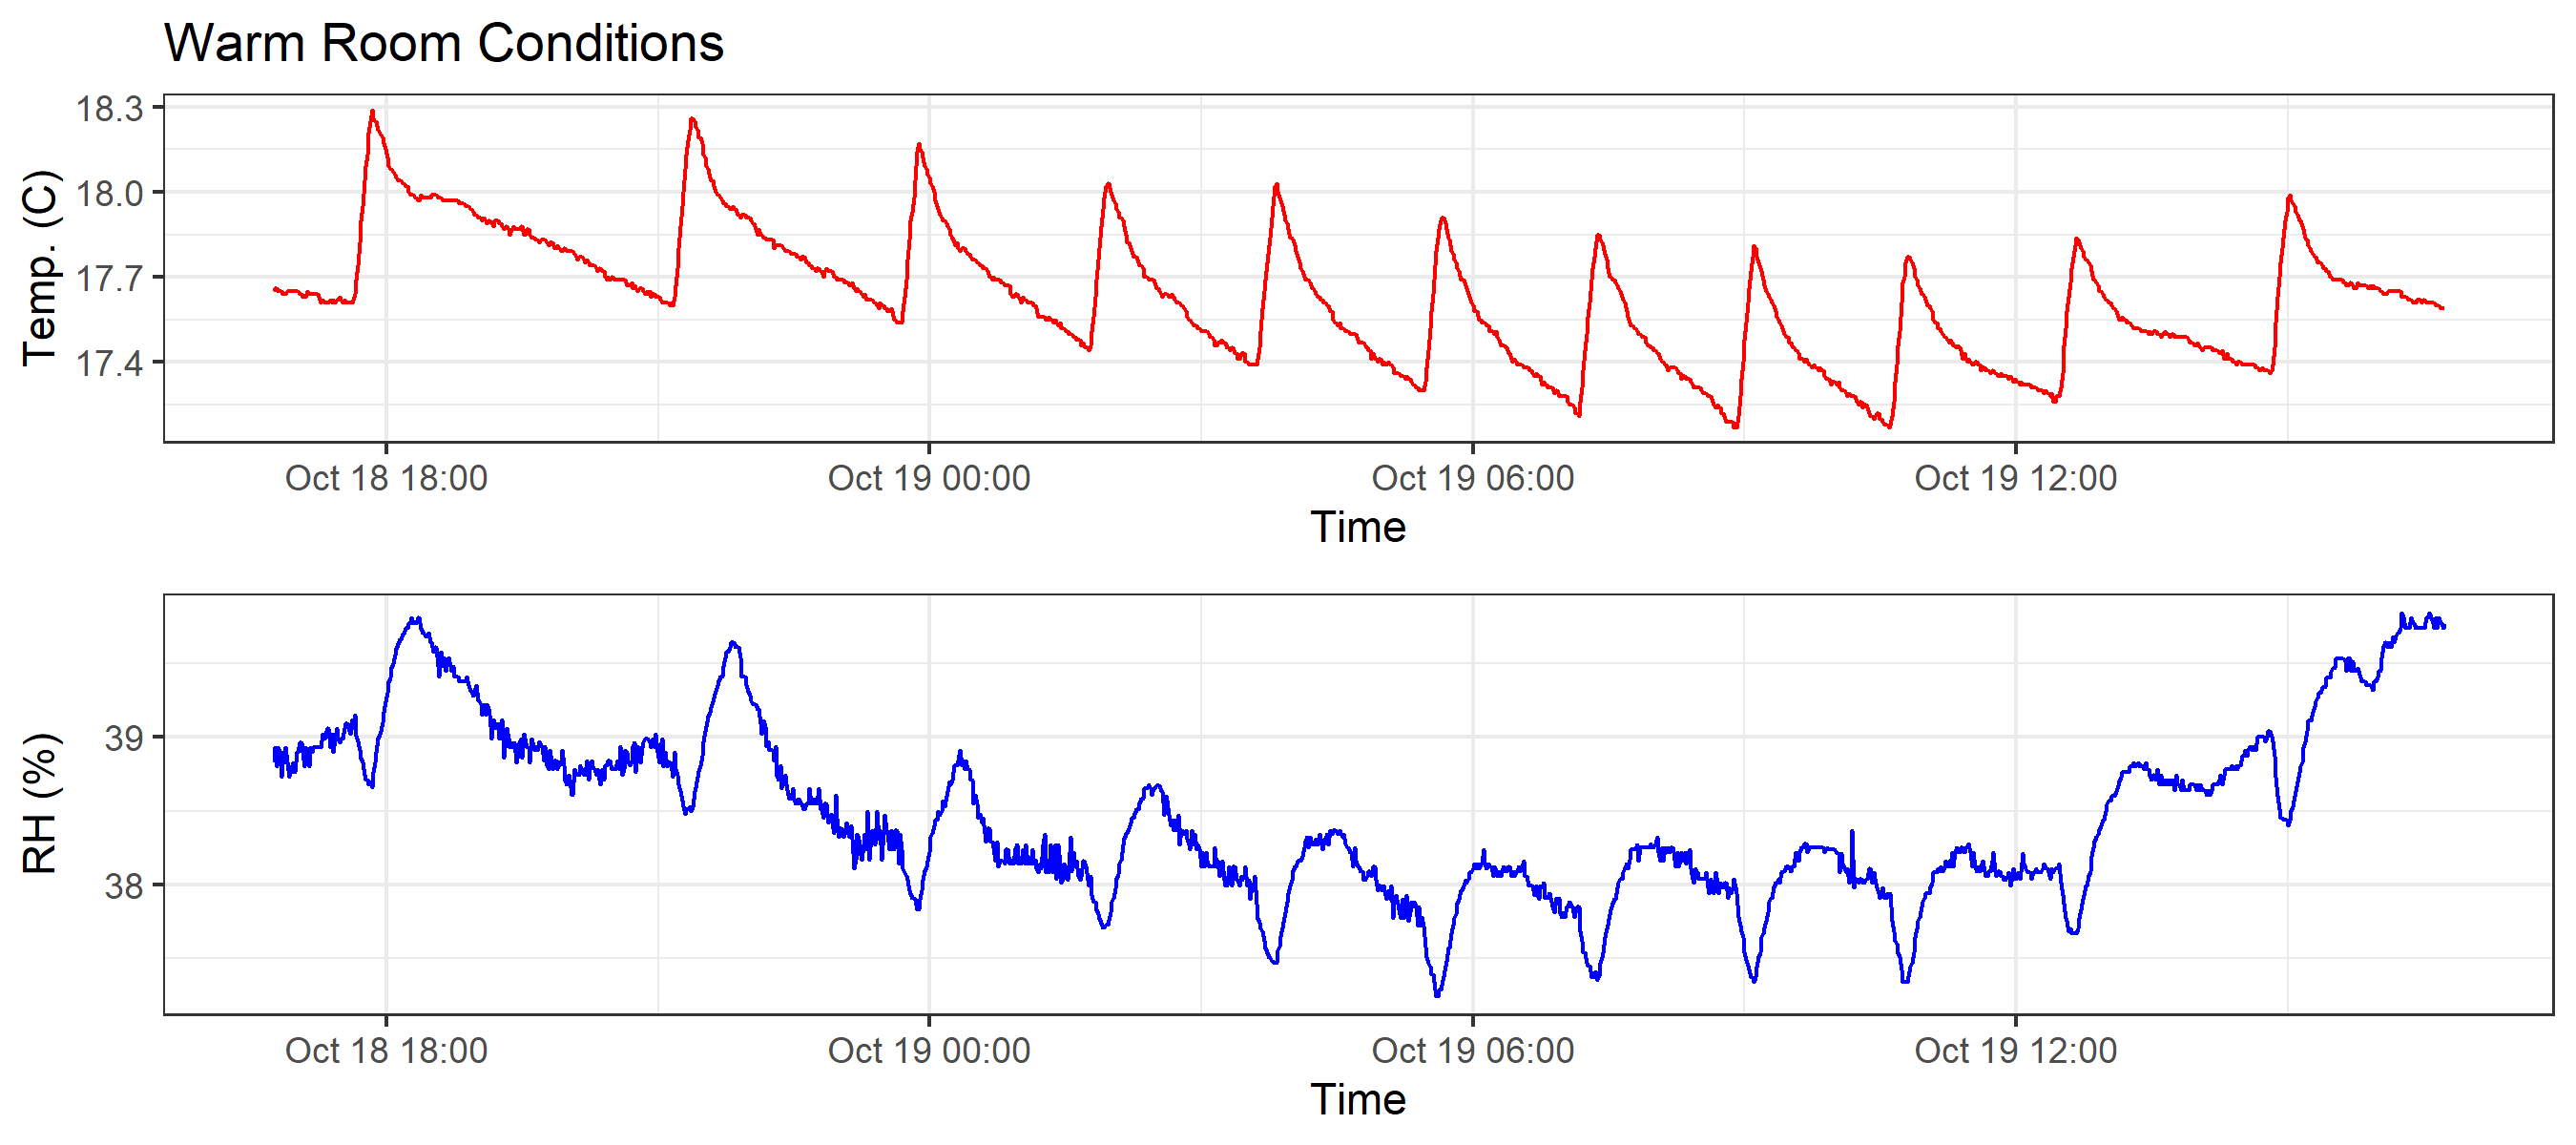 Warm Room Conditions
Temp. (C)
18.3
18.0
17.7
17.4
Oct 18 18:00 Oct 19 00:00 Oct 19 06:00 Oct 19 12:00
Time
RH (%)
39
38
Oct 18 18:00 Oct 19 00:00 Oct 19 06:00 Oct 19 12:00
Time